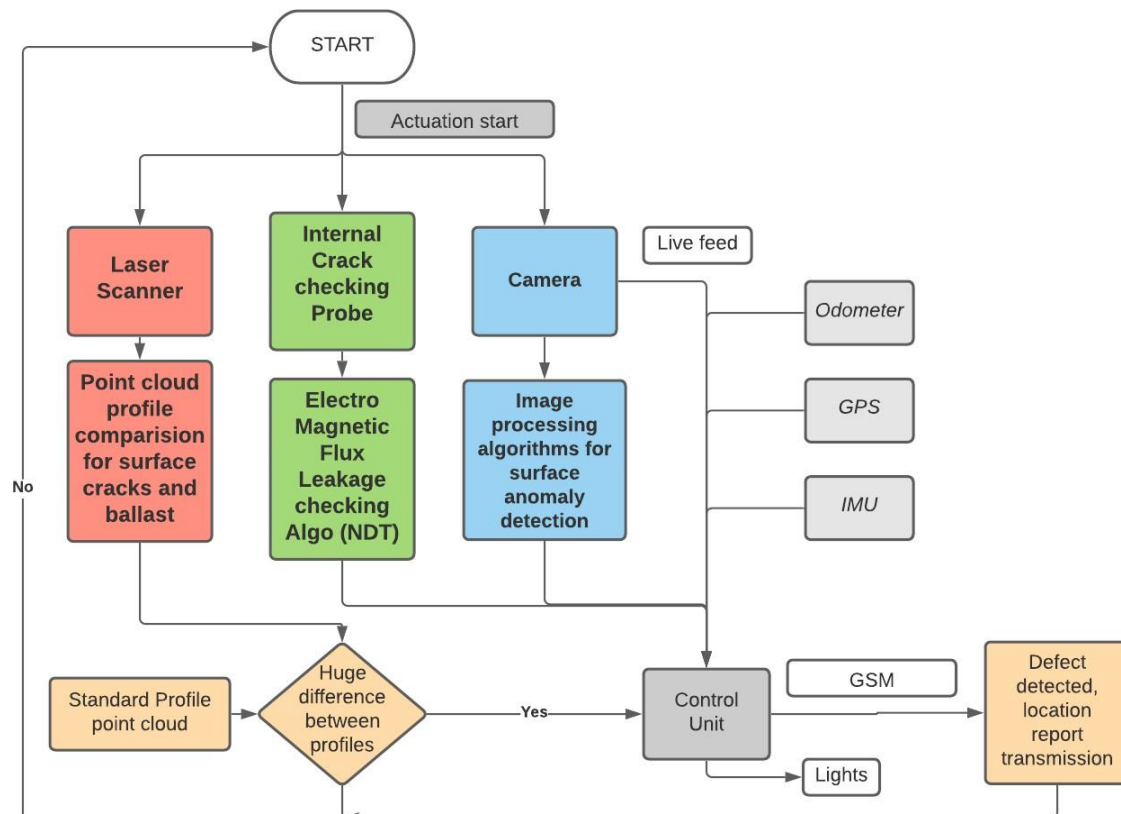 START
Actuation start
Laser
Scanner
Internal
Crack
checking
Probe
Camera
Live feed
Odometer
GPS
IMU
Point cloud
profile
comparision
for surface
cracks and
ballast
Electro
Magnetic
Flux
Leakage
checking
Algo (NDT)
Image
processing
algorithms for
surface
anomaly
detection
No
Standard Profile
point cloud
Huge
difference
between
profiles
Yes
Control
Unit
GSM
Defect
detected,
location
report
transmission
Lights